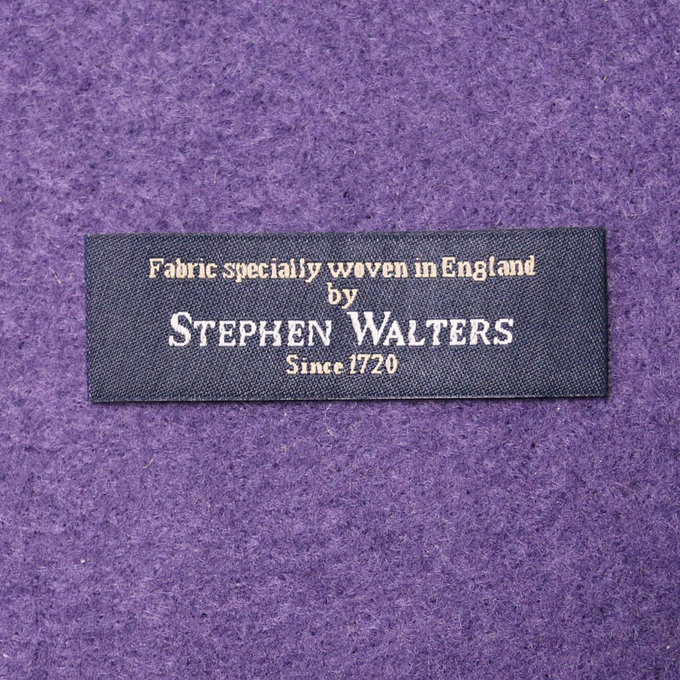 Fabric specially woven in England
by
STEPHEN WALTERS
Since 1720